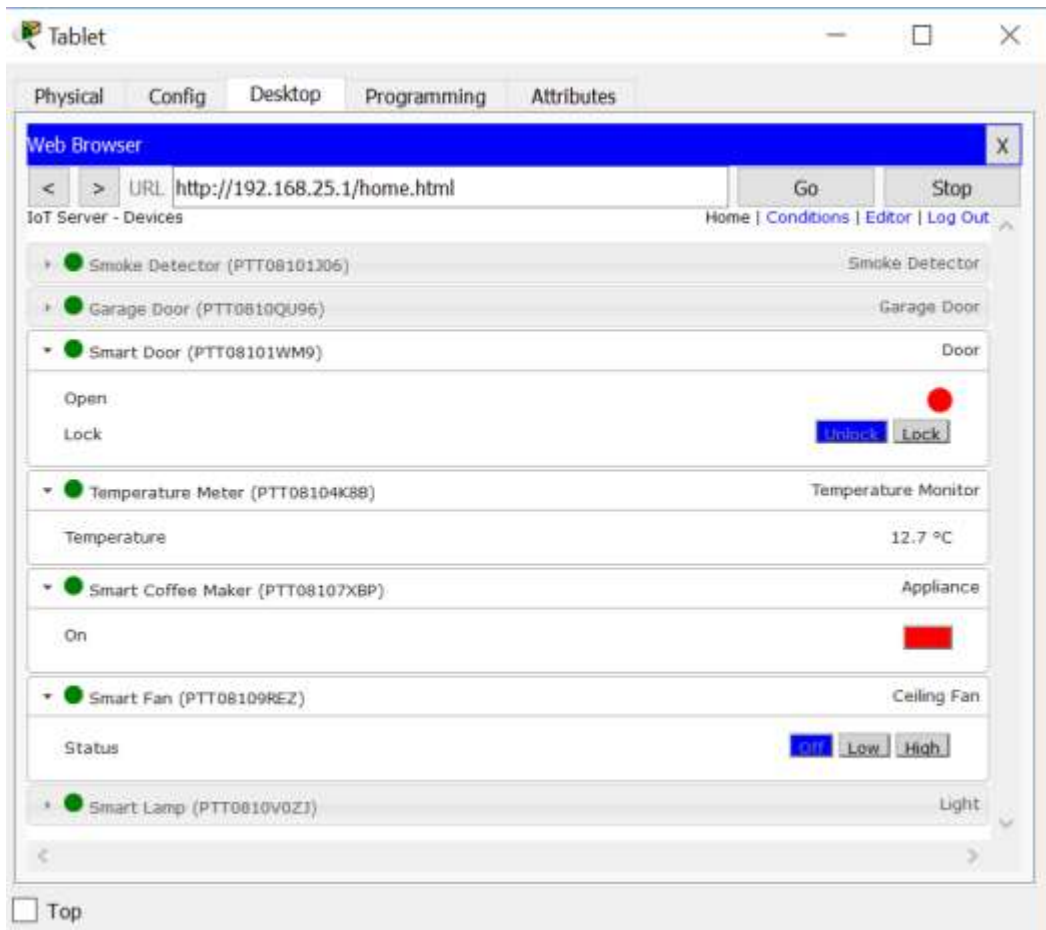 Tablet
Physical Config Desktop Programming Attributes
Web Browser X
< > URL http://192.168.25.1/home.html Go Stop
IoT Server - Devices Home | Conditions | Editor | Log Out
Smoke Detector (PTT08101J06) Smoke Detector
Garage Door (PTT0810QU96) Garage Door
Smart Door (PTT08101WM9) Door
Open
Lock Unlock Lock
Temperature Meter (PTT08104K8B) Temperature Monitor
Temperature 12.7 °C
Smart Coffee Maker (PTT08107XBP) Appliance
On
Smart Fan (PTT08109REZ) Ceiling Fan
Status Off Low High
Smart Lamp (PTT0810V0ZJ) Light
Top